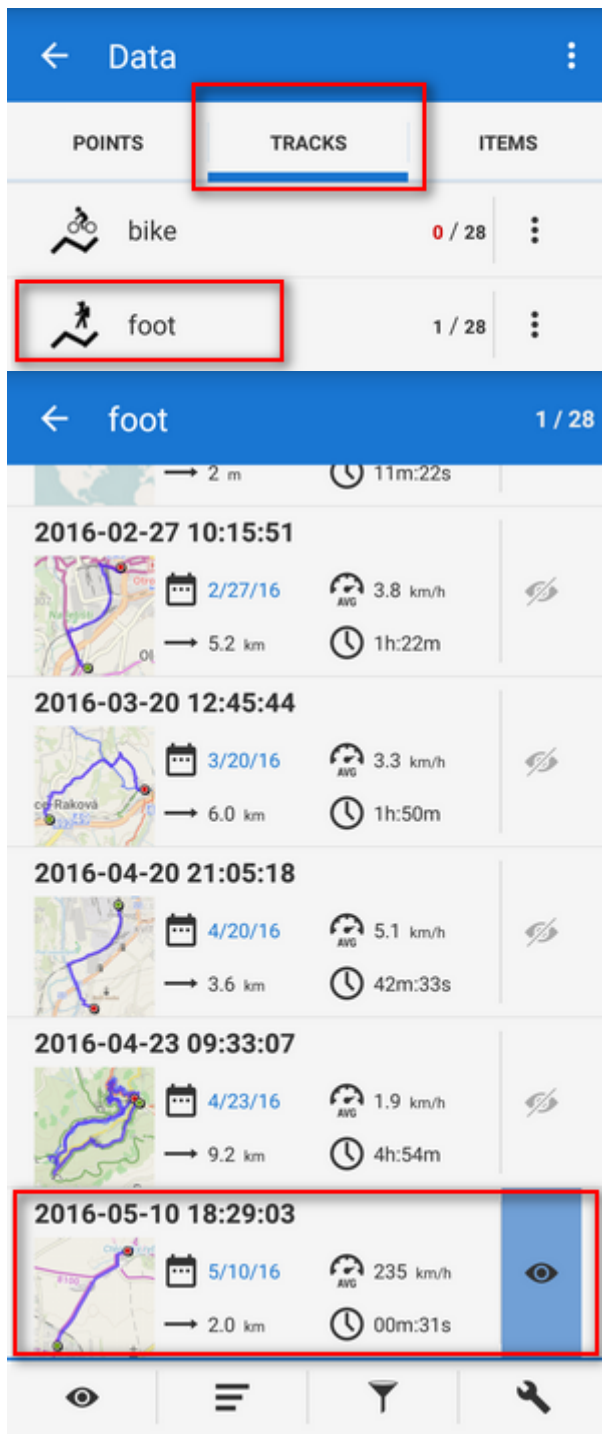 Data
POINTS TRACKS ITEMS
bike 0 / 28
foot 1 / 28
foot 1 / 28
2 m 11m:22s
2016-02-27 10:15:51
2/27/16 AVG 3.8 km/h
5.2 km 1h:22m
2016-03-20 12:45:44
3/20/16 AVG 3.3 km/h
ce-Raková
6.0 km 1h:50m
2016-04-20 21:05:18
4/20/16 AVG 5.1 km/h
3.6 km 42m:33s
2016-04-23 09:33:07
4/23/16 AVG 1.9 km/h
9.2 km 4h:54m
2016-05-10 18:29:03
5/10/16 AVG 235 km/h
2.0 km 00m:31s